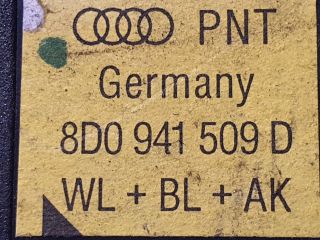 PNT
Germany
8D0 941 509 D
WL + BL + AK